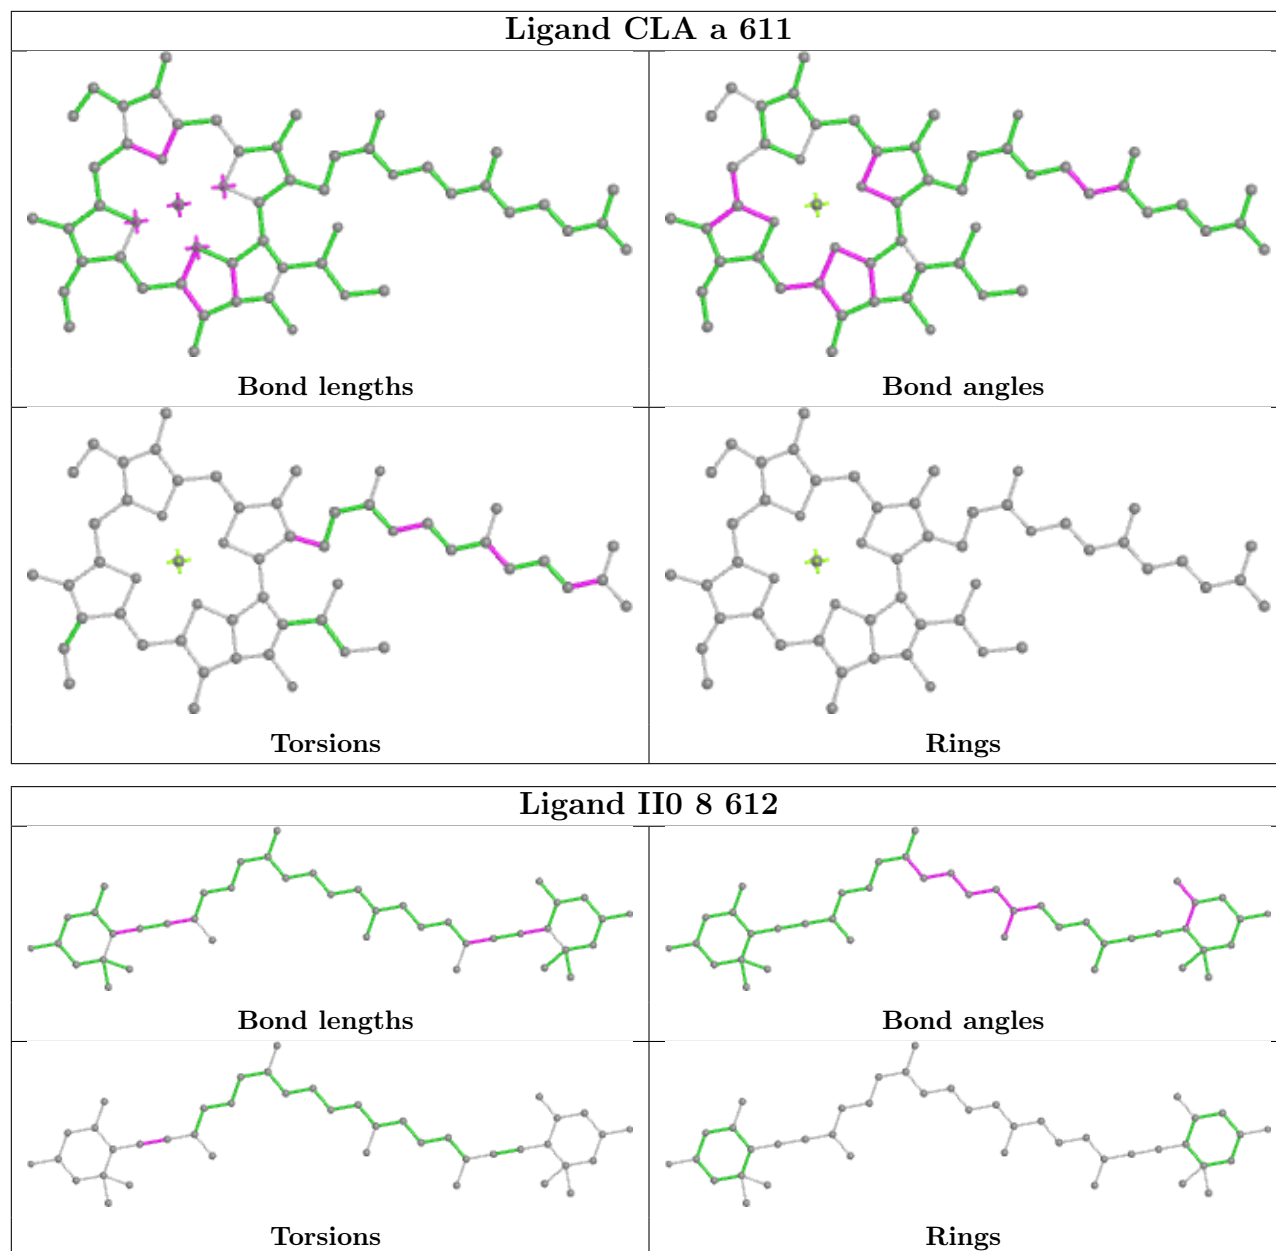 Ligand CLA a 611
Bond lengths
Bond angles
Torsions
Rings
Ligand II0 8 612
Bond lengths
Bond angles
Torsions
Rings